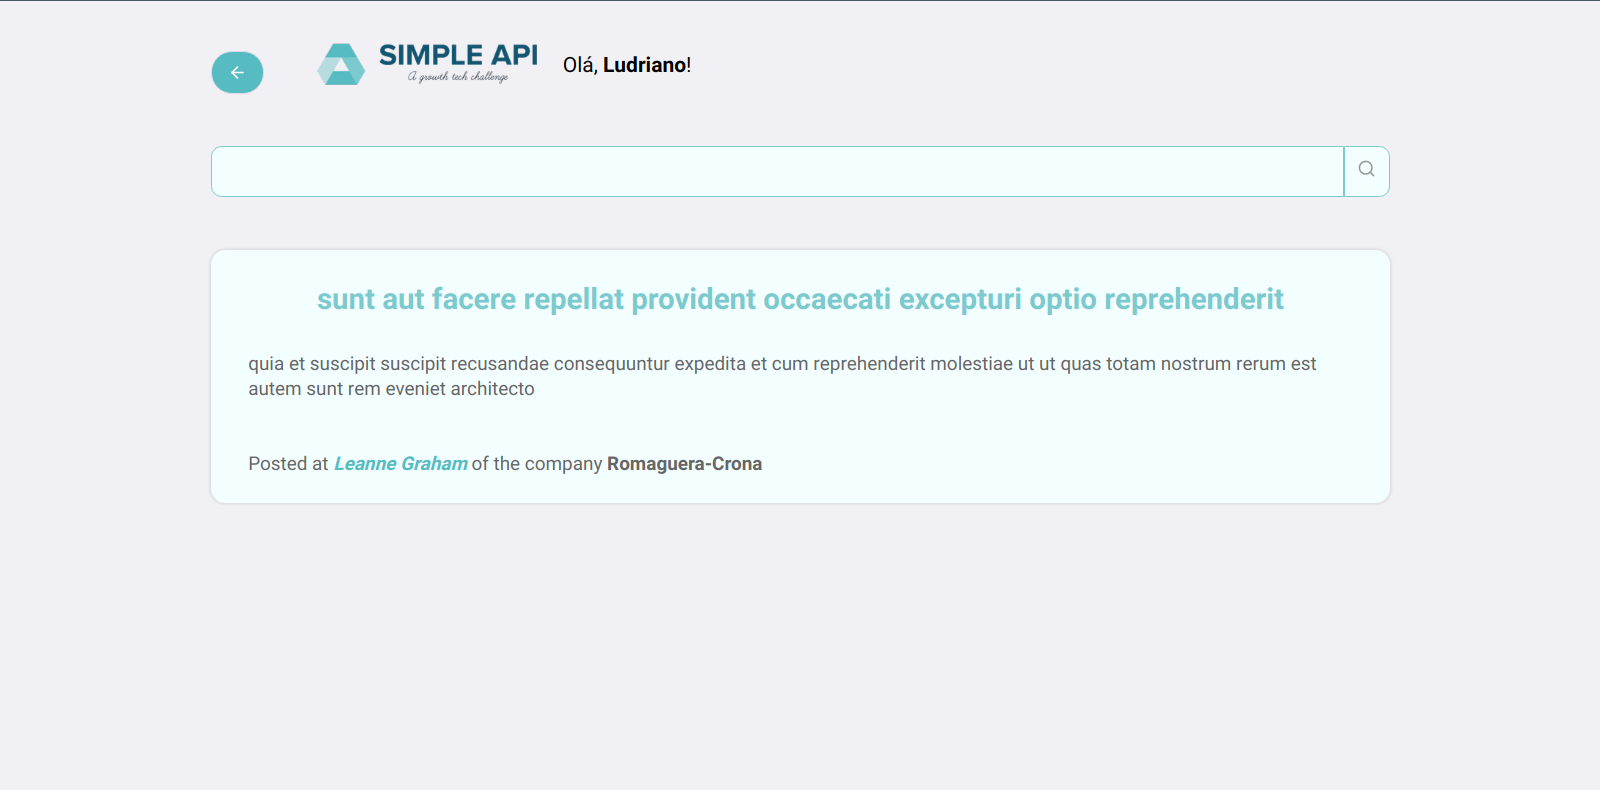 SIMPLE API
A growth tech challenge
Olá, Ludriano!
sunt aut facere repellat provident occaecati excepturi optio reprehenderit
quia et suscipit suscipit recusandae consequuntur expedita et cum reprehenderit molestiae ut ut quas totam nostrum rerum est
autem sunt rem eveniet architecto
Posted at Leanne Graham of the company Romaguera-Crona